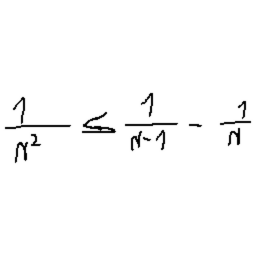 1/n² ≤ 1/(n-1) - 1/n